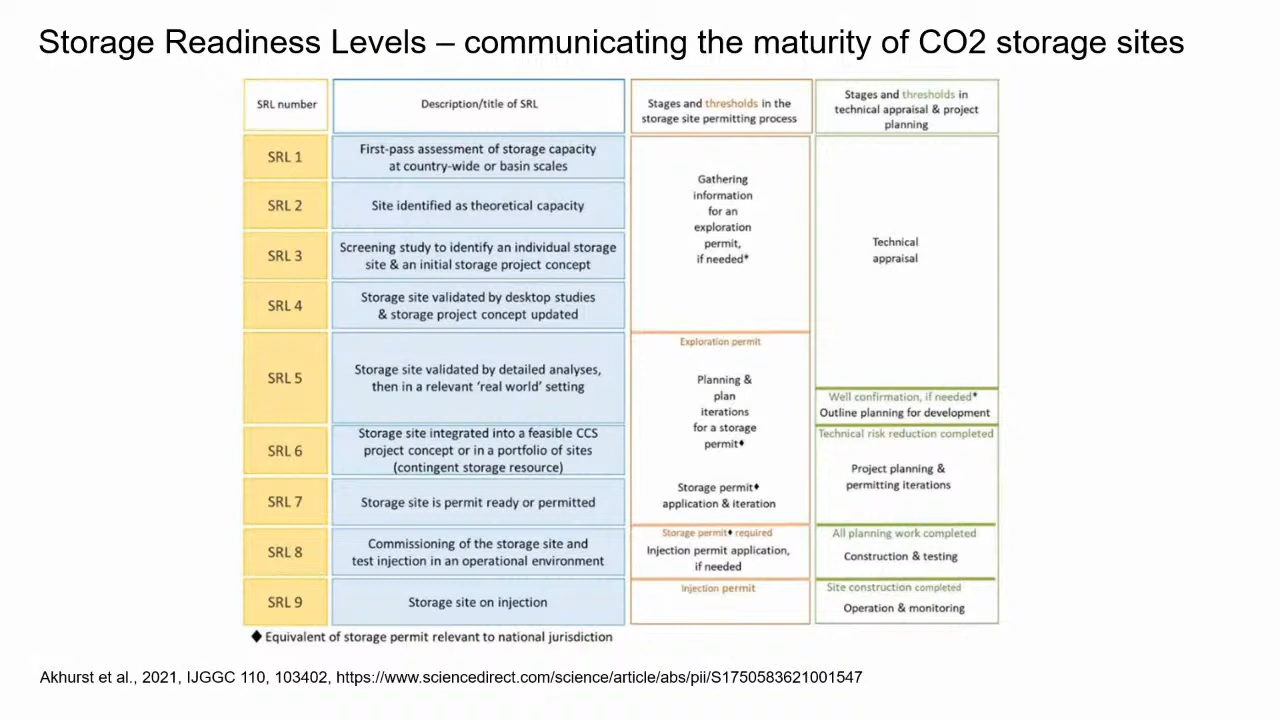 Storage Readiness Levels – communicating the maturity of CO2 storage sites
SRL number
Description/title of SRL
Stages and thresholds in the
storage site permitting process
Stages and thresholds in
technical appraisal & project
planning
SRL 1
First-pass assessment of storage capacity
at country-wide or basin scales
Gathering
information
for an
exploration
permit,
if needed*
Technical
appraisal
SRL 2
Site identified as theoretical capacity
SRL 3
Screening study to identify an individual storage
site & an initial storage project concept
SRL 4
Storage site validated by desktop studies
& storage project concept updated
SRL 5
Storage site validated by detailed analyses,
then in a relevant ‘real world’ setting
Exploration permit
Planning &
plan
iterations
for a storage
permit♦
Well confirmation, if needed*
Outline planning for development
SRL 6
Storage site integrated into a feasible CCS
project concept or in a portfolio of sites
(contingent storage resource)
Technical risk reduction completed
Project planning &
permitting iterations
SRL 7
Storage site is permit ready or permitted
Storage permit♦
application & iteration
SRL 8
Commissioning of the storage site and
test injection in an operational environment
Storage permit♦ required
Injection permit application,
if needed
All planning work completed
Construction & testing
SRL 9
Storage site on injection
Injection permit
Site construction completed
Operation & monitoring
♦ Equivalent of storage permit relevant to national jurisdiction
Akhurst et al., 2021, IJGGC 110, 103402, https://www.sciencedirect.com/science/article/abs/pii/S1750583621001547